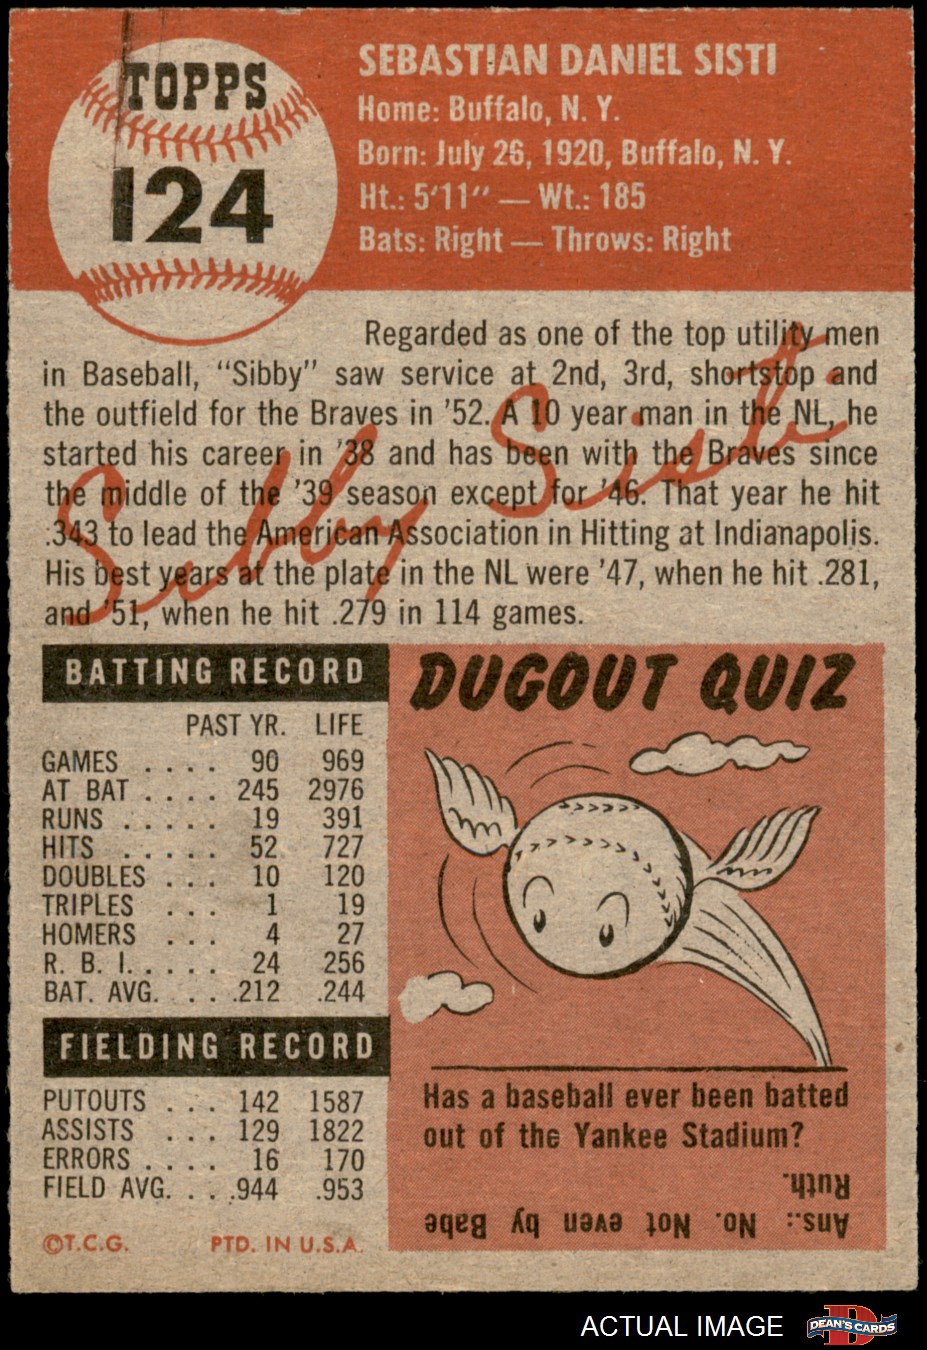 TOPPS
124
SEBASTIAN DANIEL SISTI
Home: Buffalo, N. Y.
Born: July 26, 1920, Buffalo, N. Y.
Ht.: 5'11" — Wt.: 185
Bats: Right — Throws: Right
Regarded as one of the top utility men
in Baseball, "Sibby" saw service at 2nd, 3rd, shortstop and
the outfield for the Braves in '52. A 10 year man in the NL, he
started his career in '38 and has been with the Braves since
the middle of the '39 season except for '46. That year he hit
.343 to lead the American Association in Hitting at Indianapolis.
His best years at the plate in the NL were '47, when he hit .281,
and '51, when he hit .279 in 114 games.
Sibby Sisti
BATTING RECORD
PAST YR. LIFE
GAMES .... 90 969
AT BAT .... 245 2976
RUNS ..... 19 391
HITS ..... 52 727
DOUBLES ... 10 120
TRIPLES ... 1 19
HOMERS ... 4 27
R. B. I. .... 24 256
BAT. AVG. ... .212 .244
FIELDING RECORD
PUTOUTS ... 142 1587
ASSISTS ... 129 1822
ERRORS .... 16 170
FIELD AVG. ... .944 .953
©T.C.G. PTD. IN U.S.A.
DUGOUT QUIZ
Has a baseball ever been batted
out of the Yankee Stadium?
Ans.: No. Not even by Babe
Ruth.
ACTUAL IMAGE
D
DEAN'S CARDS